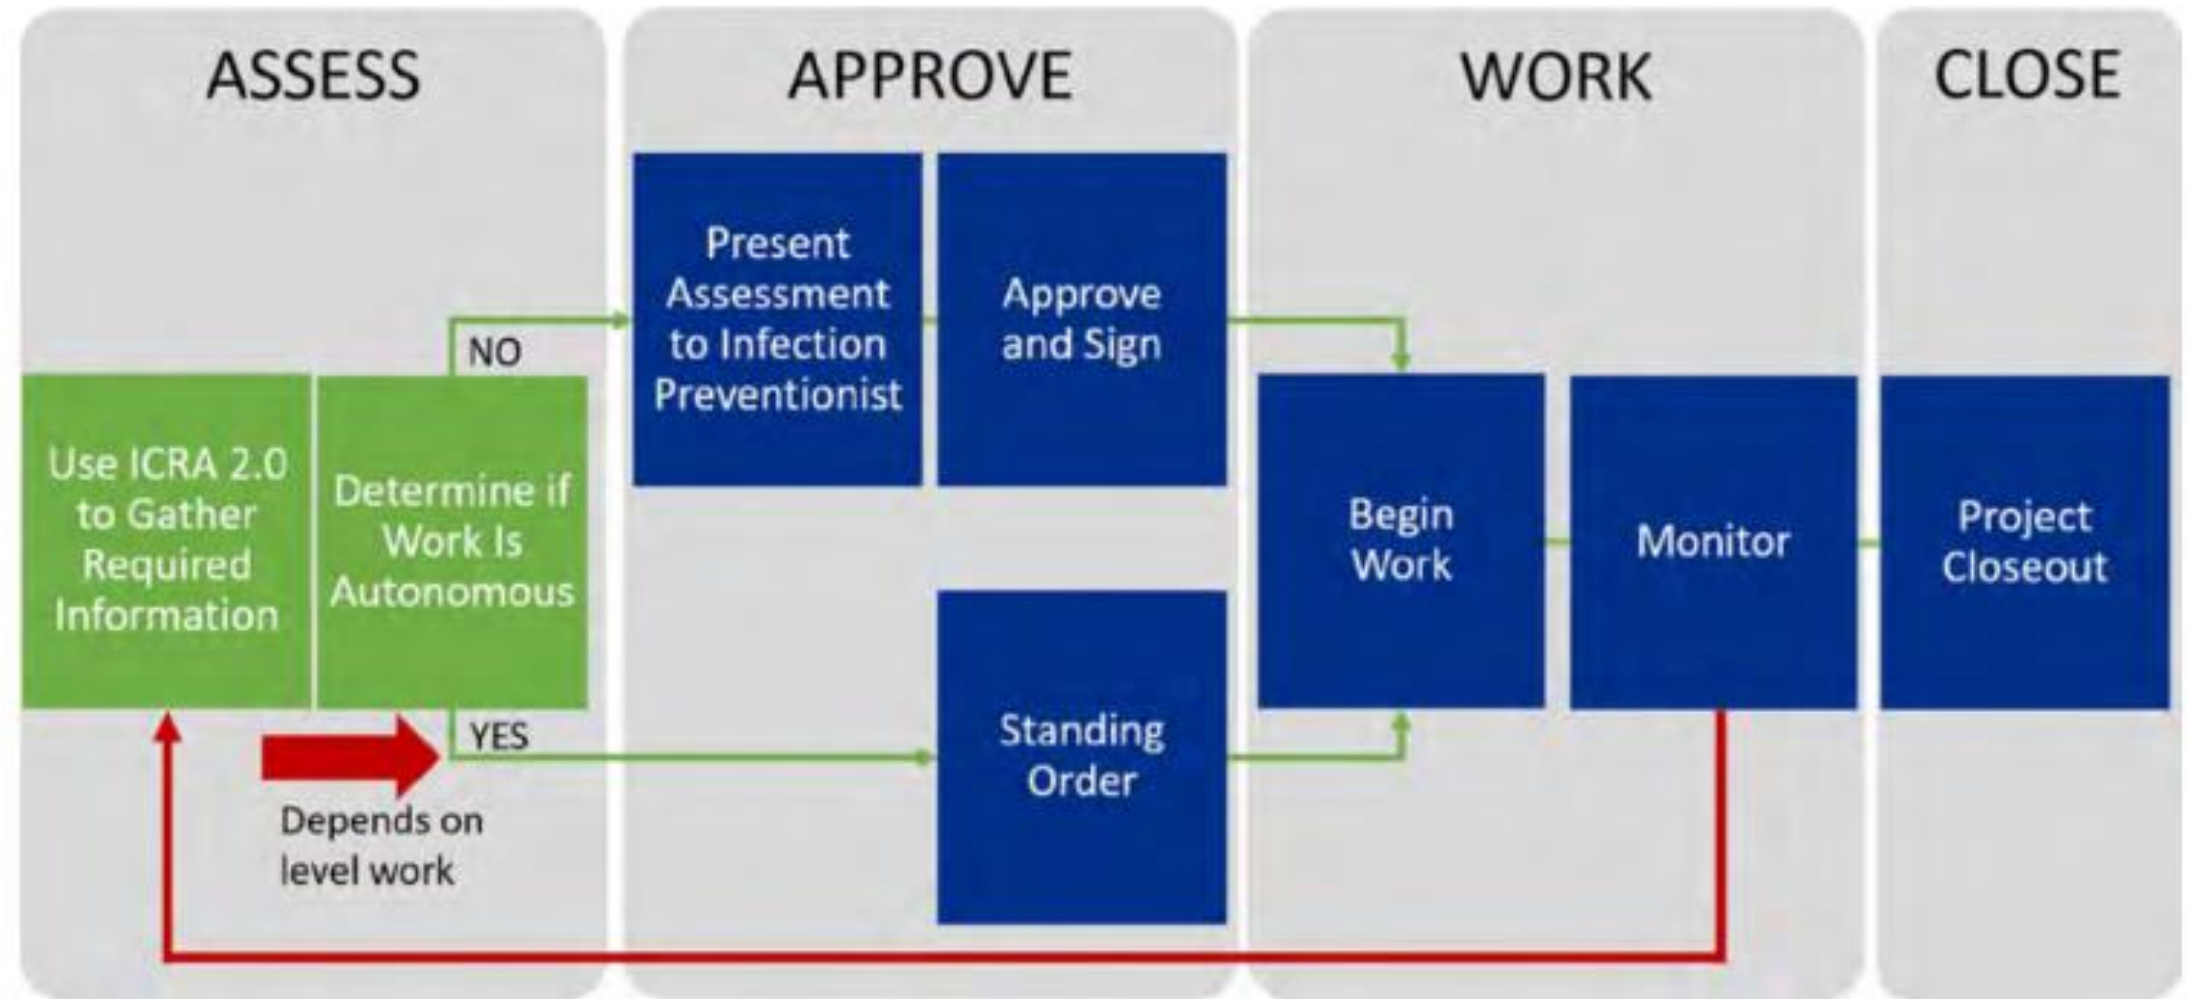 ASSESS
APPROVE
WORK
CLOSE
Use ICRA 2.0
to Gather
Required
Information
Determine if
Work Is
Autonomous
NO
YES
Depends on
level work
Present
Assessment
to Infection
Preventionist
Approve
and Sign
Standing
Order
Begin
Work
Monitor
Project
Closeout